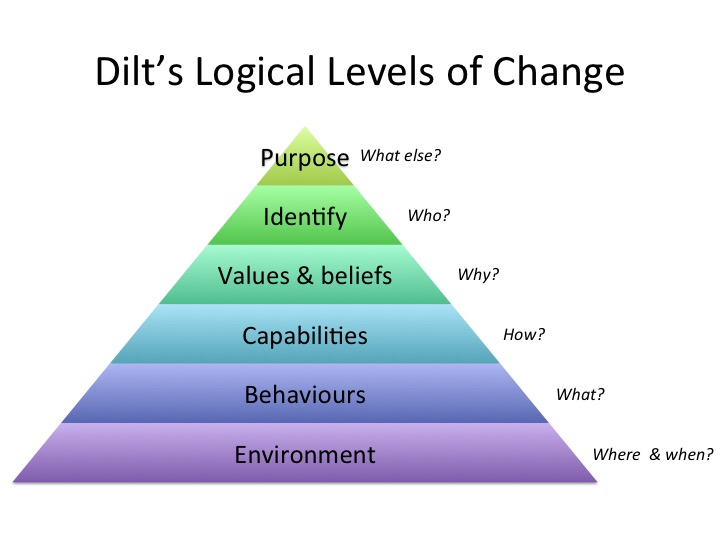 Dilt’s Logical Levels of Change
Purpose What else?
Identify Who?
Values & beliefs Why?
Capabilities How?
Behaviours What?
Environment Where & when?